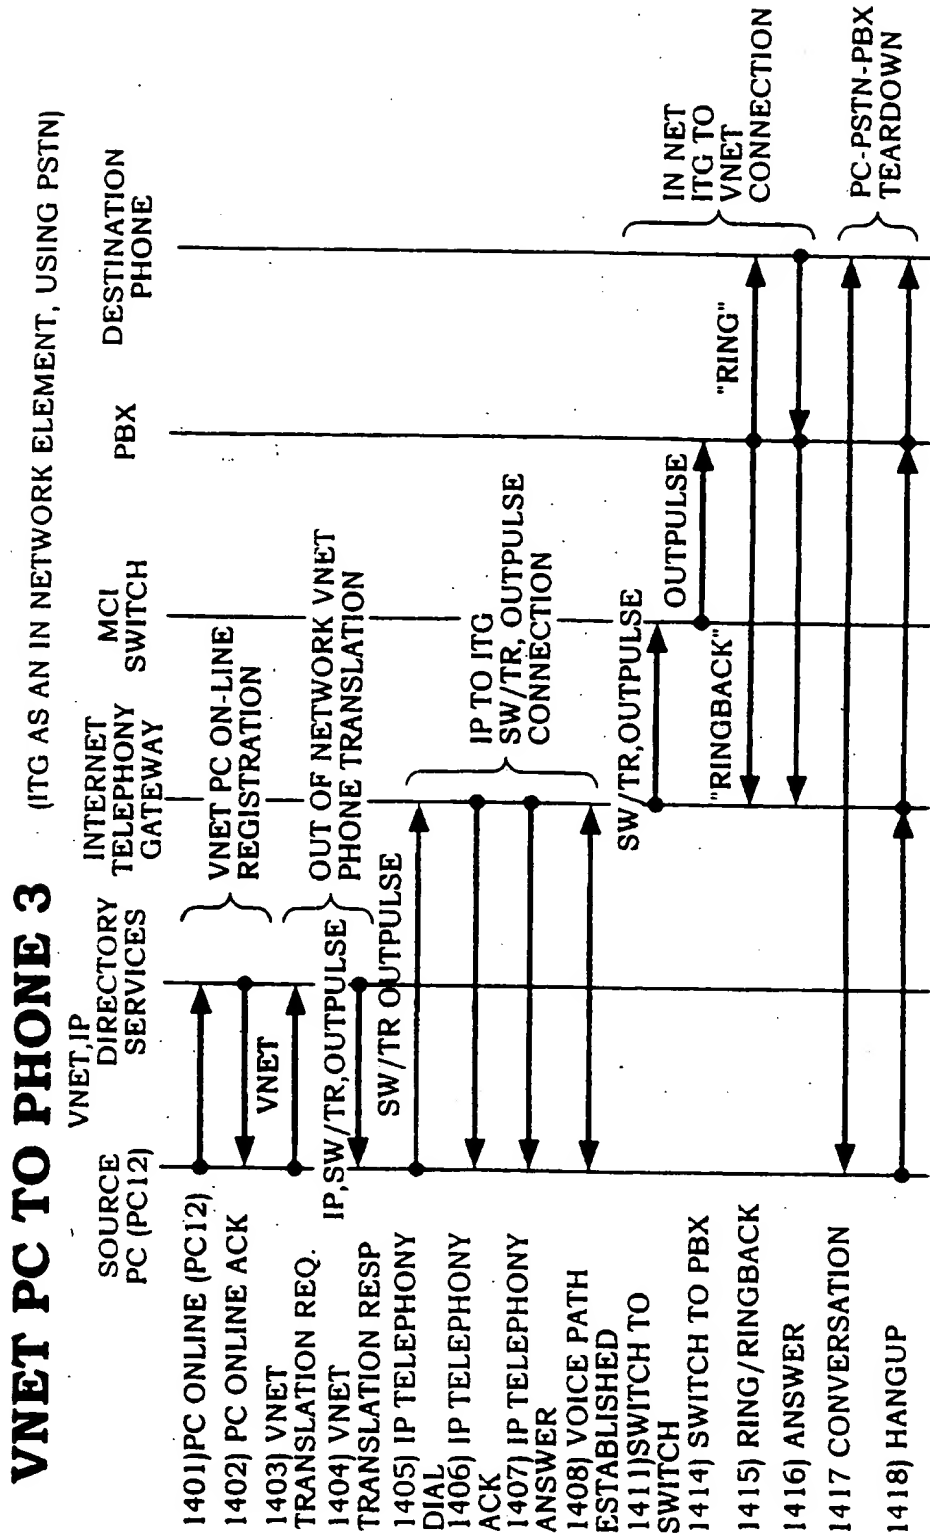 VNET PC TO PHONE 3
(ITG AS AN IN NETWORK ELEMENT, USING PSTN)
SOURCE
PC (PC12)
VNET,IP
DIRECTORY
SERVICES
INTERNET
TELEPHONY
GATEWAY
MCI
SWITCH
PBX
DESTINATION
PHONE
1401)PC ONLINE (PC12)
1402) PC ONLINE ACK
VNET PC ON-LINE
REGISTRATION
1403) VNET
TRANSLATION REQ.
VNET
1404) VNET
TRANSLATION RESP
IP,SW/TR,OUTPULSE
OUT OF NETWORK VNET
PHONE TRANSLATION
1405) IP TELEPHONY
DIAL
SW/TR OUTPULSE
1406) IP TELEPHONY
ACK
1407) IP TELEPHONY
ANSWER
1408) VOICE PATH
ESTABLISHED
IP TO ITG
SW/TR, OUTPULSE
CONNECTION
1411)SWITCH TO
SWITCH
SW/TR,OUTPULSE
1414) SWITCH TO PBX
OUTPULSE
1415) RING/RINGBACK
"RINGBACK"
"RING"
1416) ANSWER
IN NET
ITG TO
VNET
CONNECTION
1417 CONVERSATION
1418) HANGUP
PC-PSTN-PBX
TEARDOWN